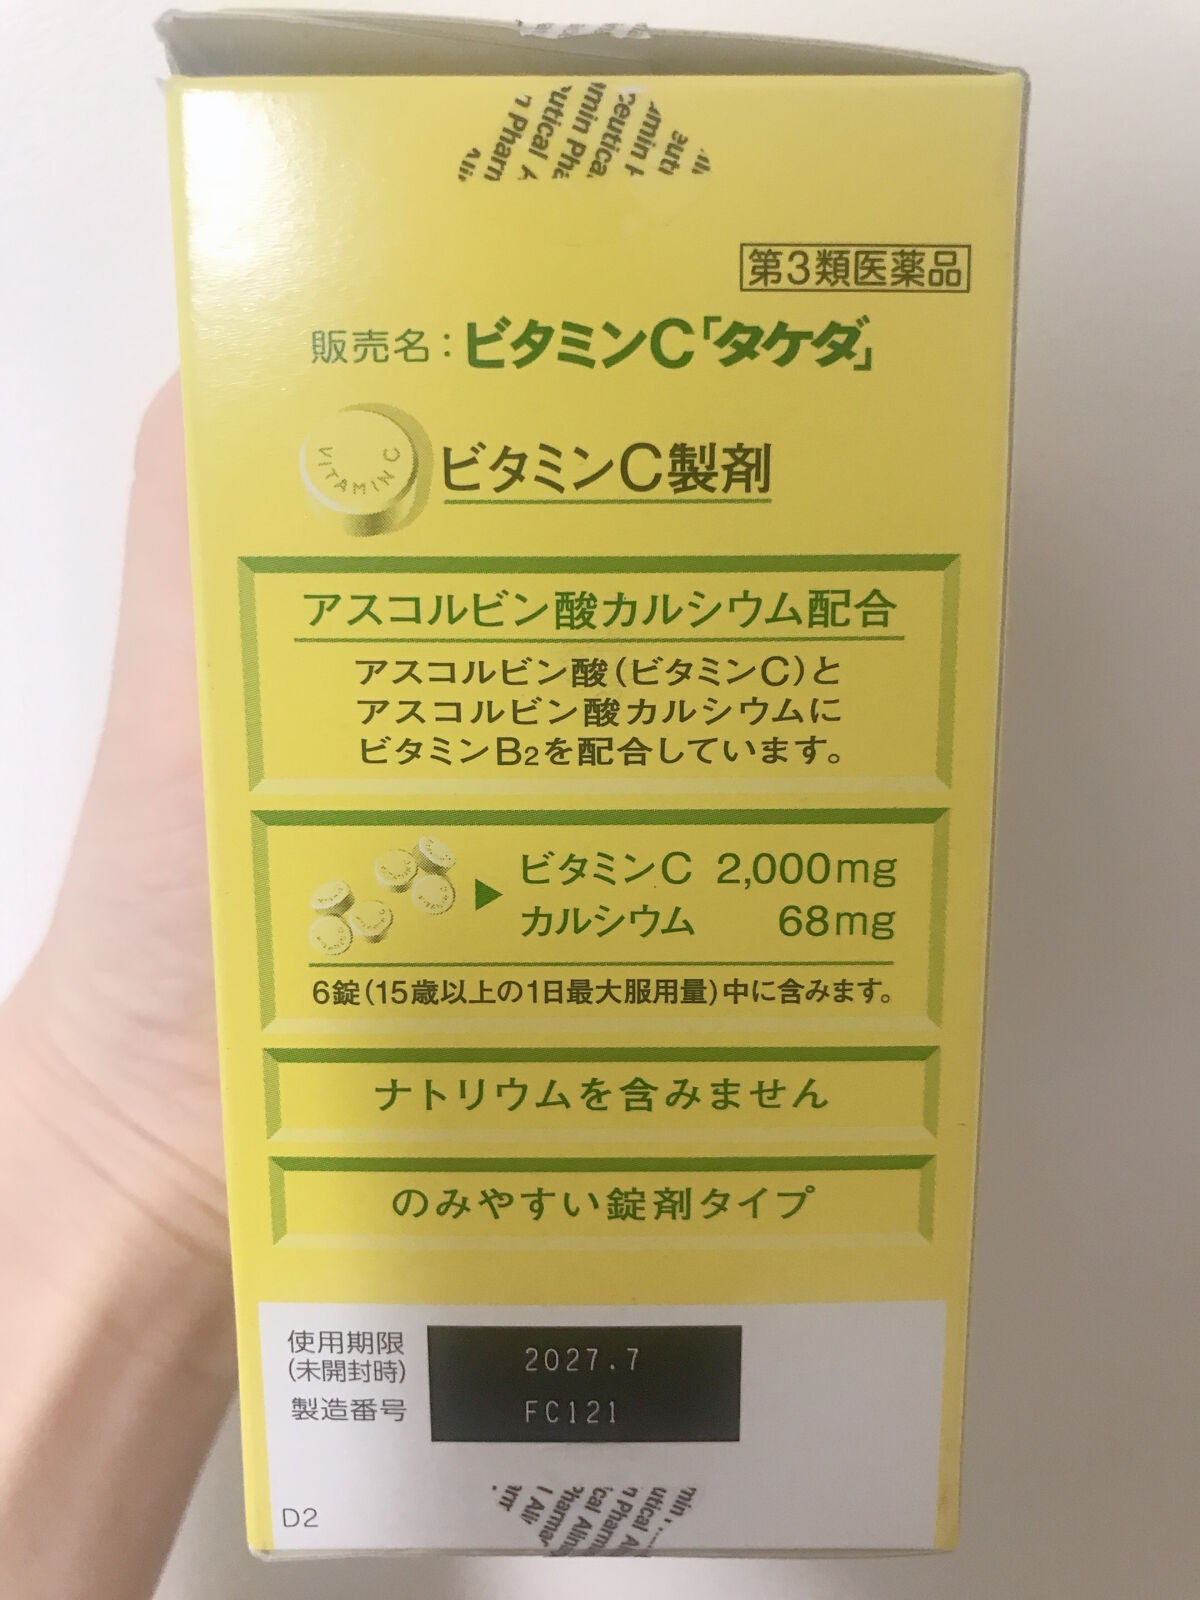 第3類医薬品
販売名：ビタミンC「タケダ」
VITAMIN C
ビタミンC製剤
アスコルビン酸カルシウム配合
アスコルビン酸（ビタミンC）と
アスコルビン酸カルシウムに
ビタミンB2を配合しています。
ビタミンC 2,000mg
カルシウム 68mg
6錠（15歳以上の1日最大服用量）中に含みます。
ナトリウムを含みません
のみやすい錠剤タイプ
使用期限 2027.7
(未開封時)
製造番号 FC121
D2